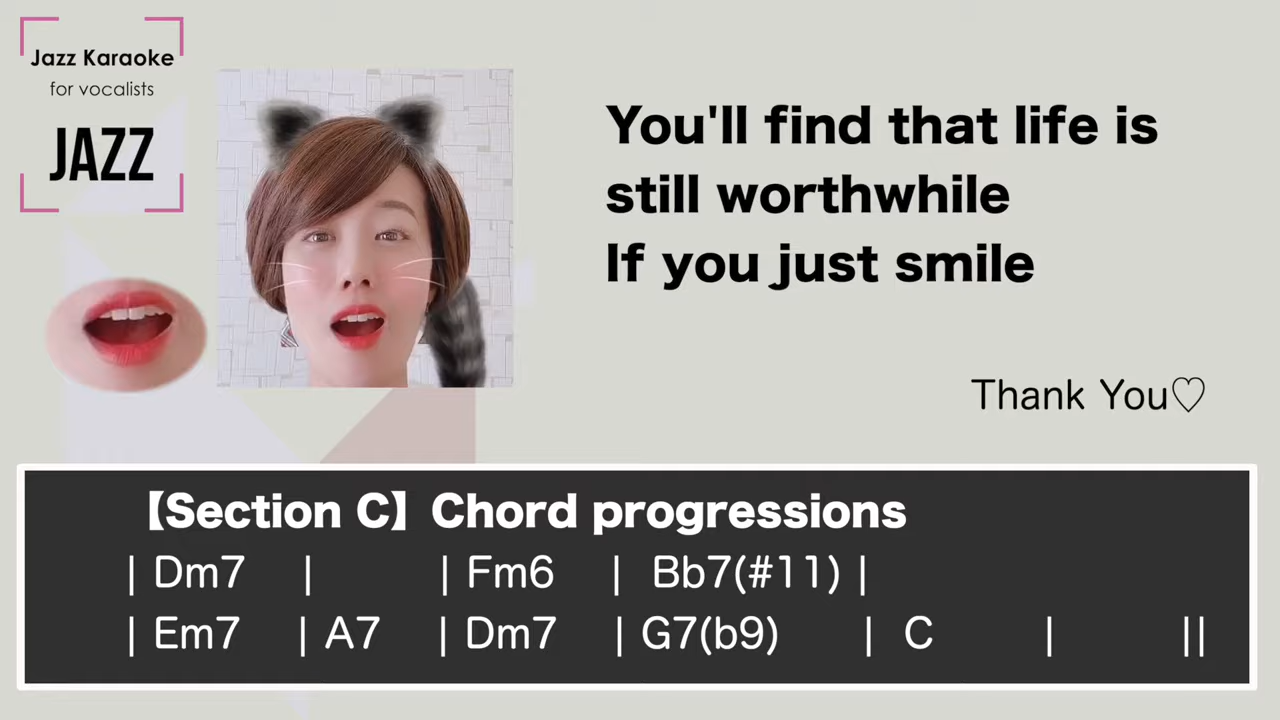 Jazz Karaoke
for vocalists
JAZZ
You'll find that life is
still worthwhile
If you just smile
Thank You♡
【Section C】Chord progressions
| Dm7 | | Fm6 | Bb7(#11) |
| Em7 | A7 | Dm7 | G7(b9) | C | ||